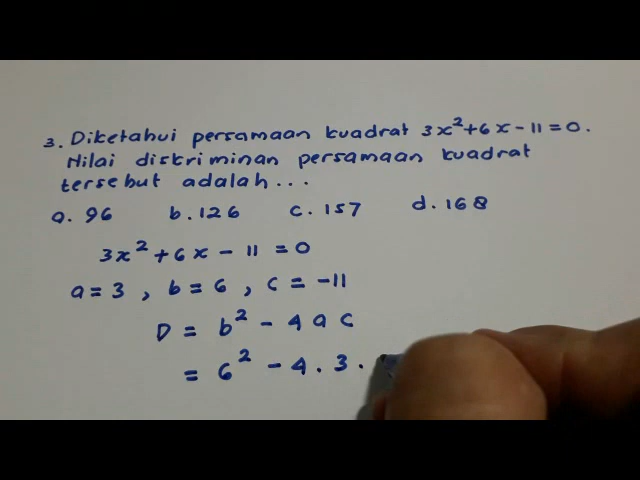 3. Diketahui persamaan kuadrat 3x²+6x-11=0.
Nilai diskriminan persamaan kuadrat
tersebut adalah...
a. 96 b. 126 c. 157 d. 168
3x²+6x-11=0
a=3, b=6, c=-11
D = b² - 4ac
= 6² - 4.3.